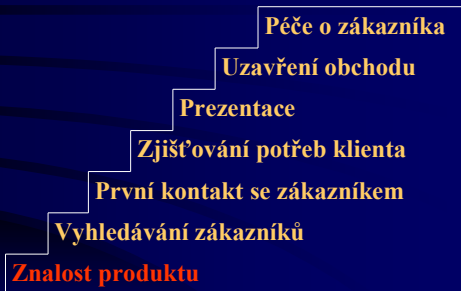 Péče o zákazníka
Uzavření obchodu
Prezentace
Zjišťování potřeb klienta
První kontakt se zákazníkem
Vyhledávání zákazníků
Znalost produktu